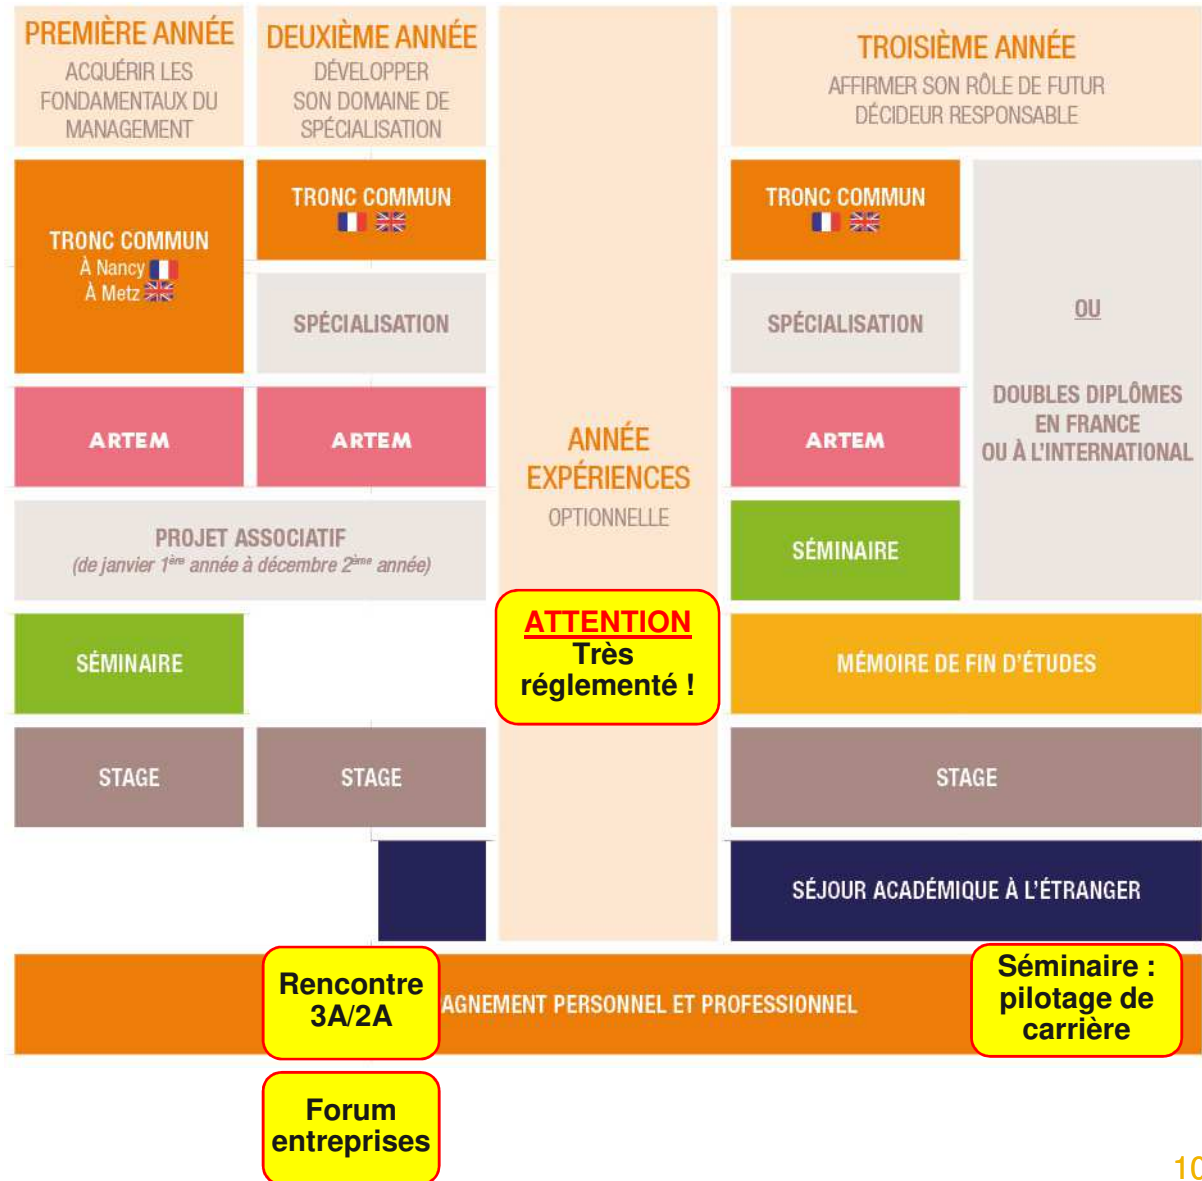 PREMIÈRE ANNÉE
ACQUÉRIR LES
FONDAMENTAUX DU
MANAGEMENT
DEUXIÈME ANNÉE
DÉVELOPPER
SON DOMAINE DE
SPÉCIALISATION
TROISIÈME ANNÉE
AFFIRMER SON RÔLE DE FUTUR
DÉCIDEUR RESPONSABLE
TRONC COMMUN
À Nancy
À Metz
TRONC COMMUN
TRONC COMMUN
SPÉCIALISATION
SPÉCIALISATION
OU
DOUBLES DIPLÔMES
EN FRANCE
OU À L'INTERNATIONAL
ARTEM
ARTEM
ANNÉE
EXPÉRIENCES
OPTIONNELLE
ARTEM
PROJET ASSOCIATIF
(de janvier 1ère année à décembre 2ème année)
SÉMINAIRE
ATTENTION
Très
réglementé !
SÉMINAIRE
MÉMOIRE DE FIN D'ÉTUDES
STAGE
STAGE
STAGE
SÉJOUR ACADÉMIQUE À L'ÉTRANGER
Rencontre
3A/2A
AGNEMENT PERSONNEL ET PROFESSIONNEL
Séminaire :
pilotage de
carrière
Forum
entreprises
10